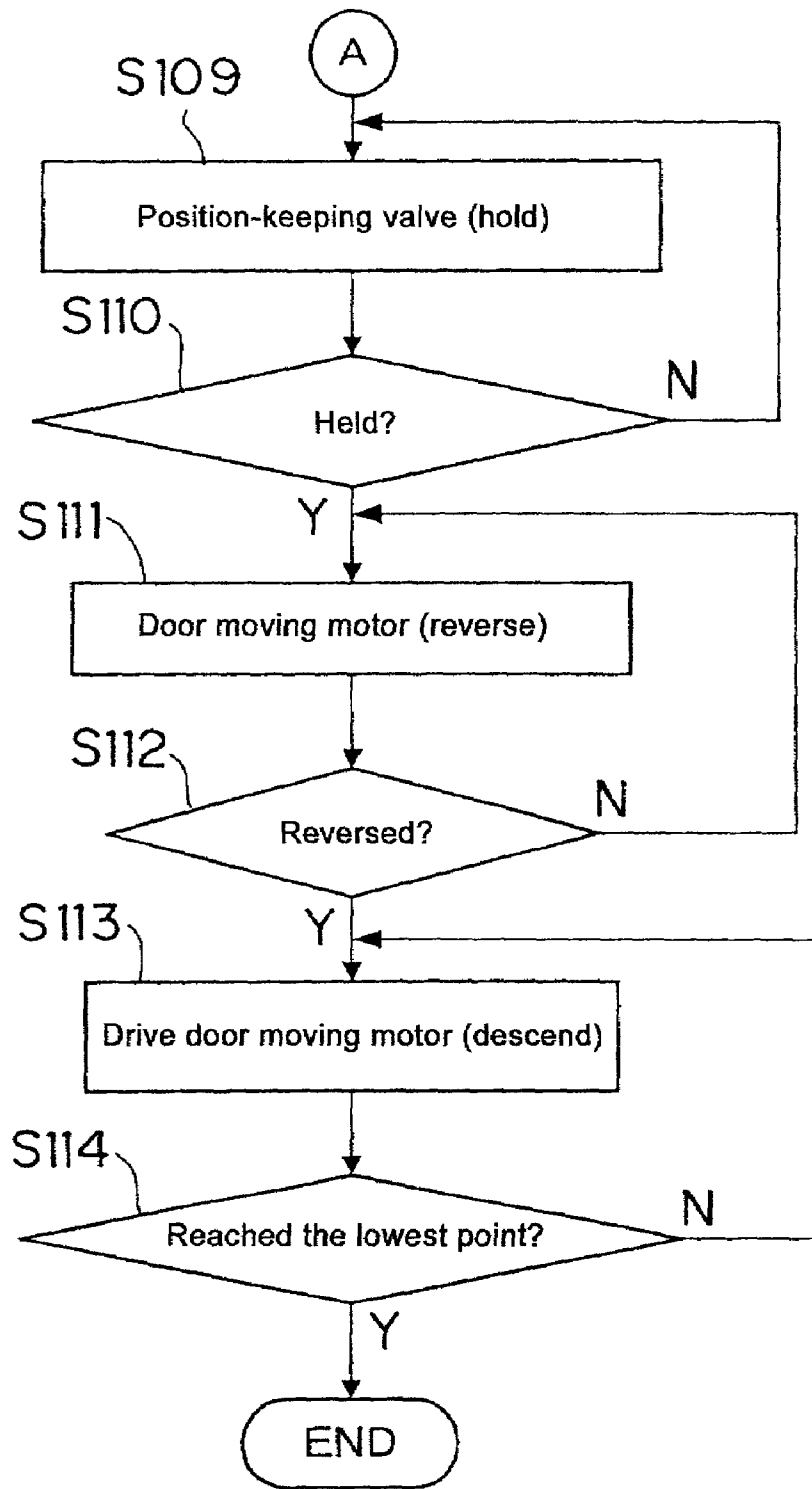 A
S109
Position-keeping valve (hold)
S110
Held?
N
Y
S111
Door moving motor (reverse)
S112
Reversed?
N
Y
S113
Drive door moving motor (descend)
S114
Reached the lowest point?
N
Y
END